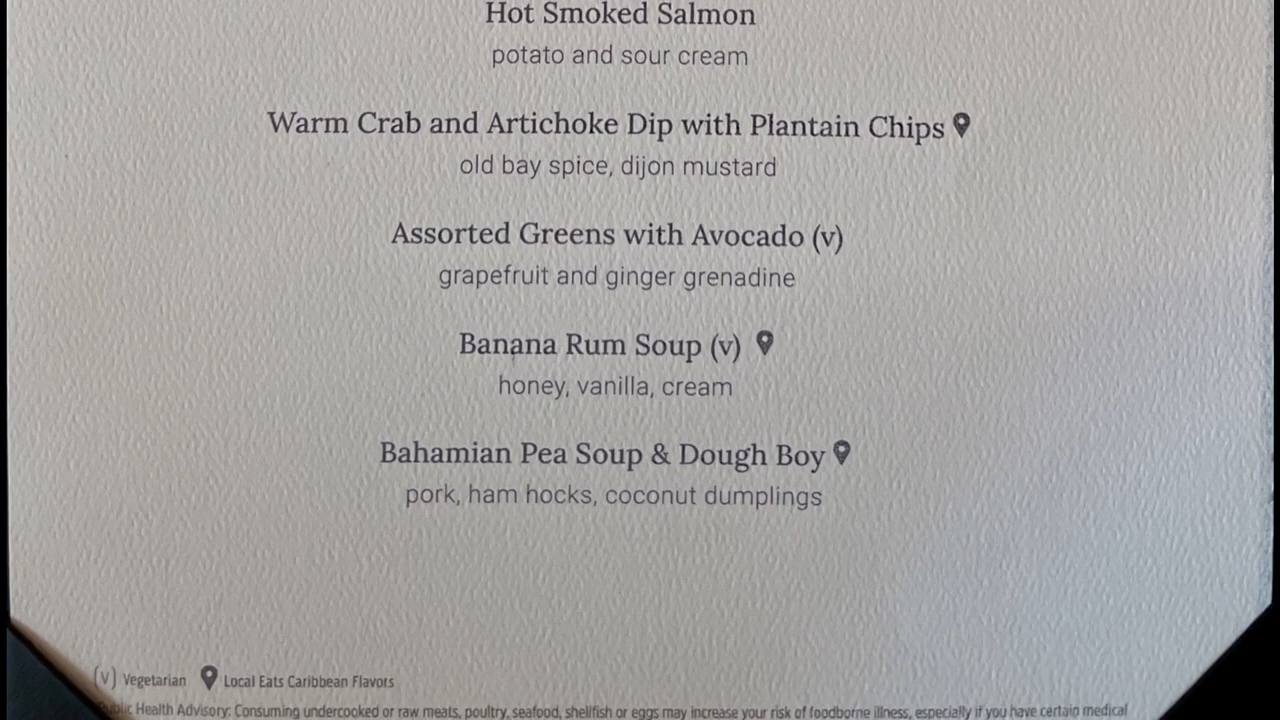 Hot Smoked Salmon
potato and sour cream
Warm Crab and Artichoke Dip with Plantain Chips
old bay spice, dijon mustard
Assorted Greens with Avocado (v)
grapefruit and ginger grenadine
Banana Rum Soup (v)
honey, vanilla, cream
Bahamian Pea Soup & Dough Boy
pork, ham hocks, coconut dumplings
(v) Vegetarian Local Eats Caribbean Flavors
Public Health Advisory: Consuming undercooked or raw meats, poultry, seafood, shellfish or eggs may increase your risk of foodborne illness, especially if you have certain medical